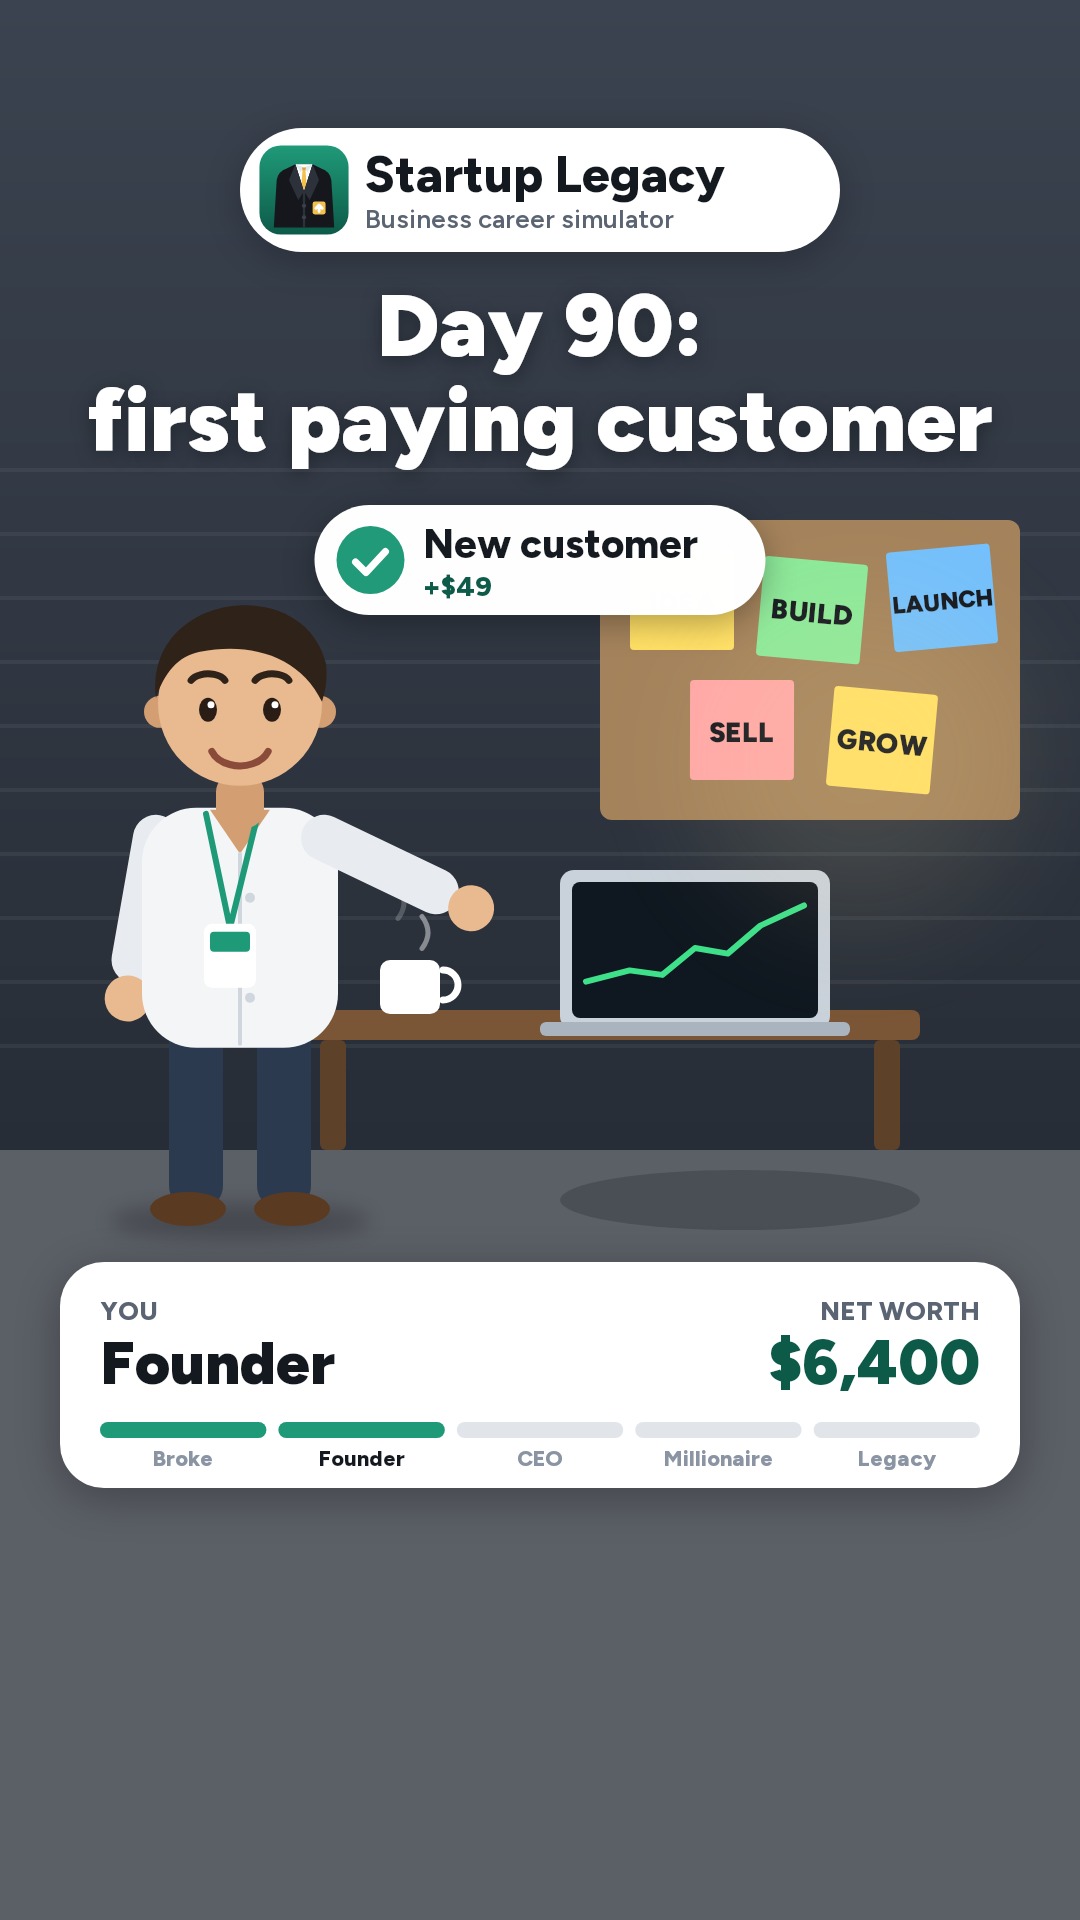 Startup Legacy
Business career simulator
Day 90:
first paying customer
New customer
+$49
BUILD
LAUNCH
SELL
GROW
YOU
Founder
NET WORTH
$6,400
Broke
Founder
CEO
Millionaire
Legacy